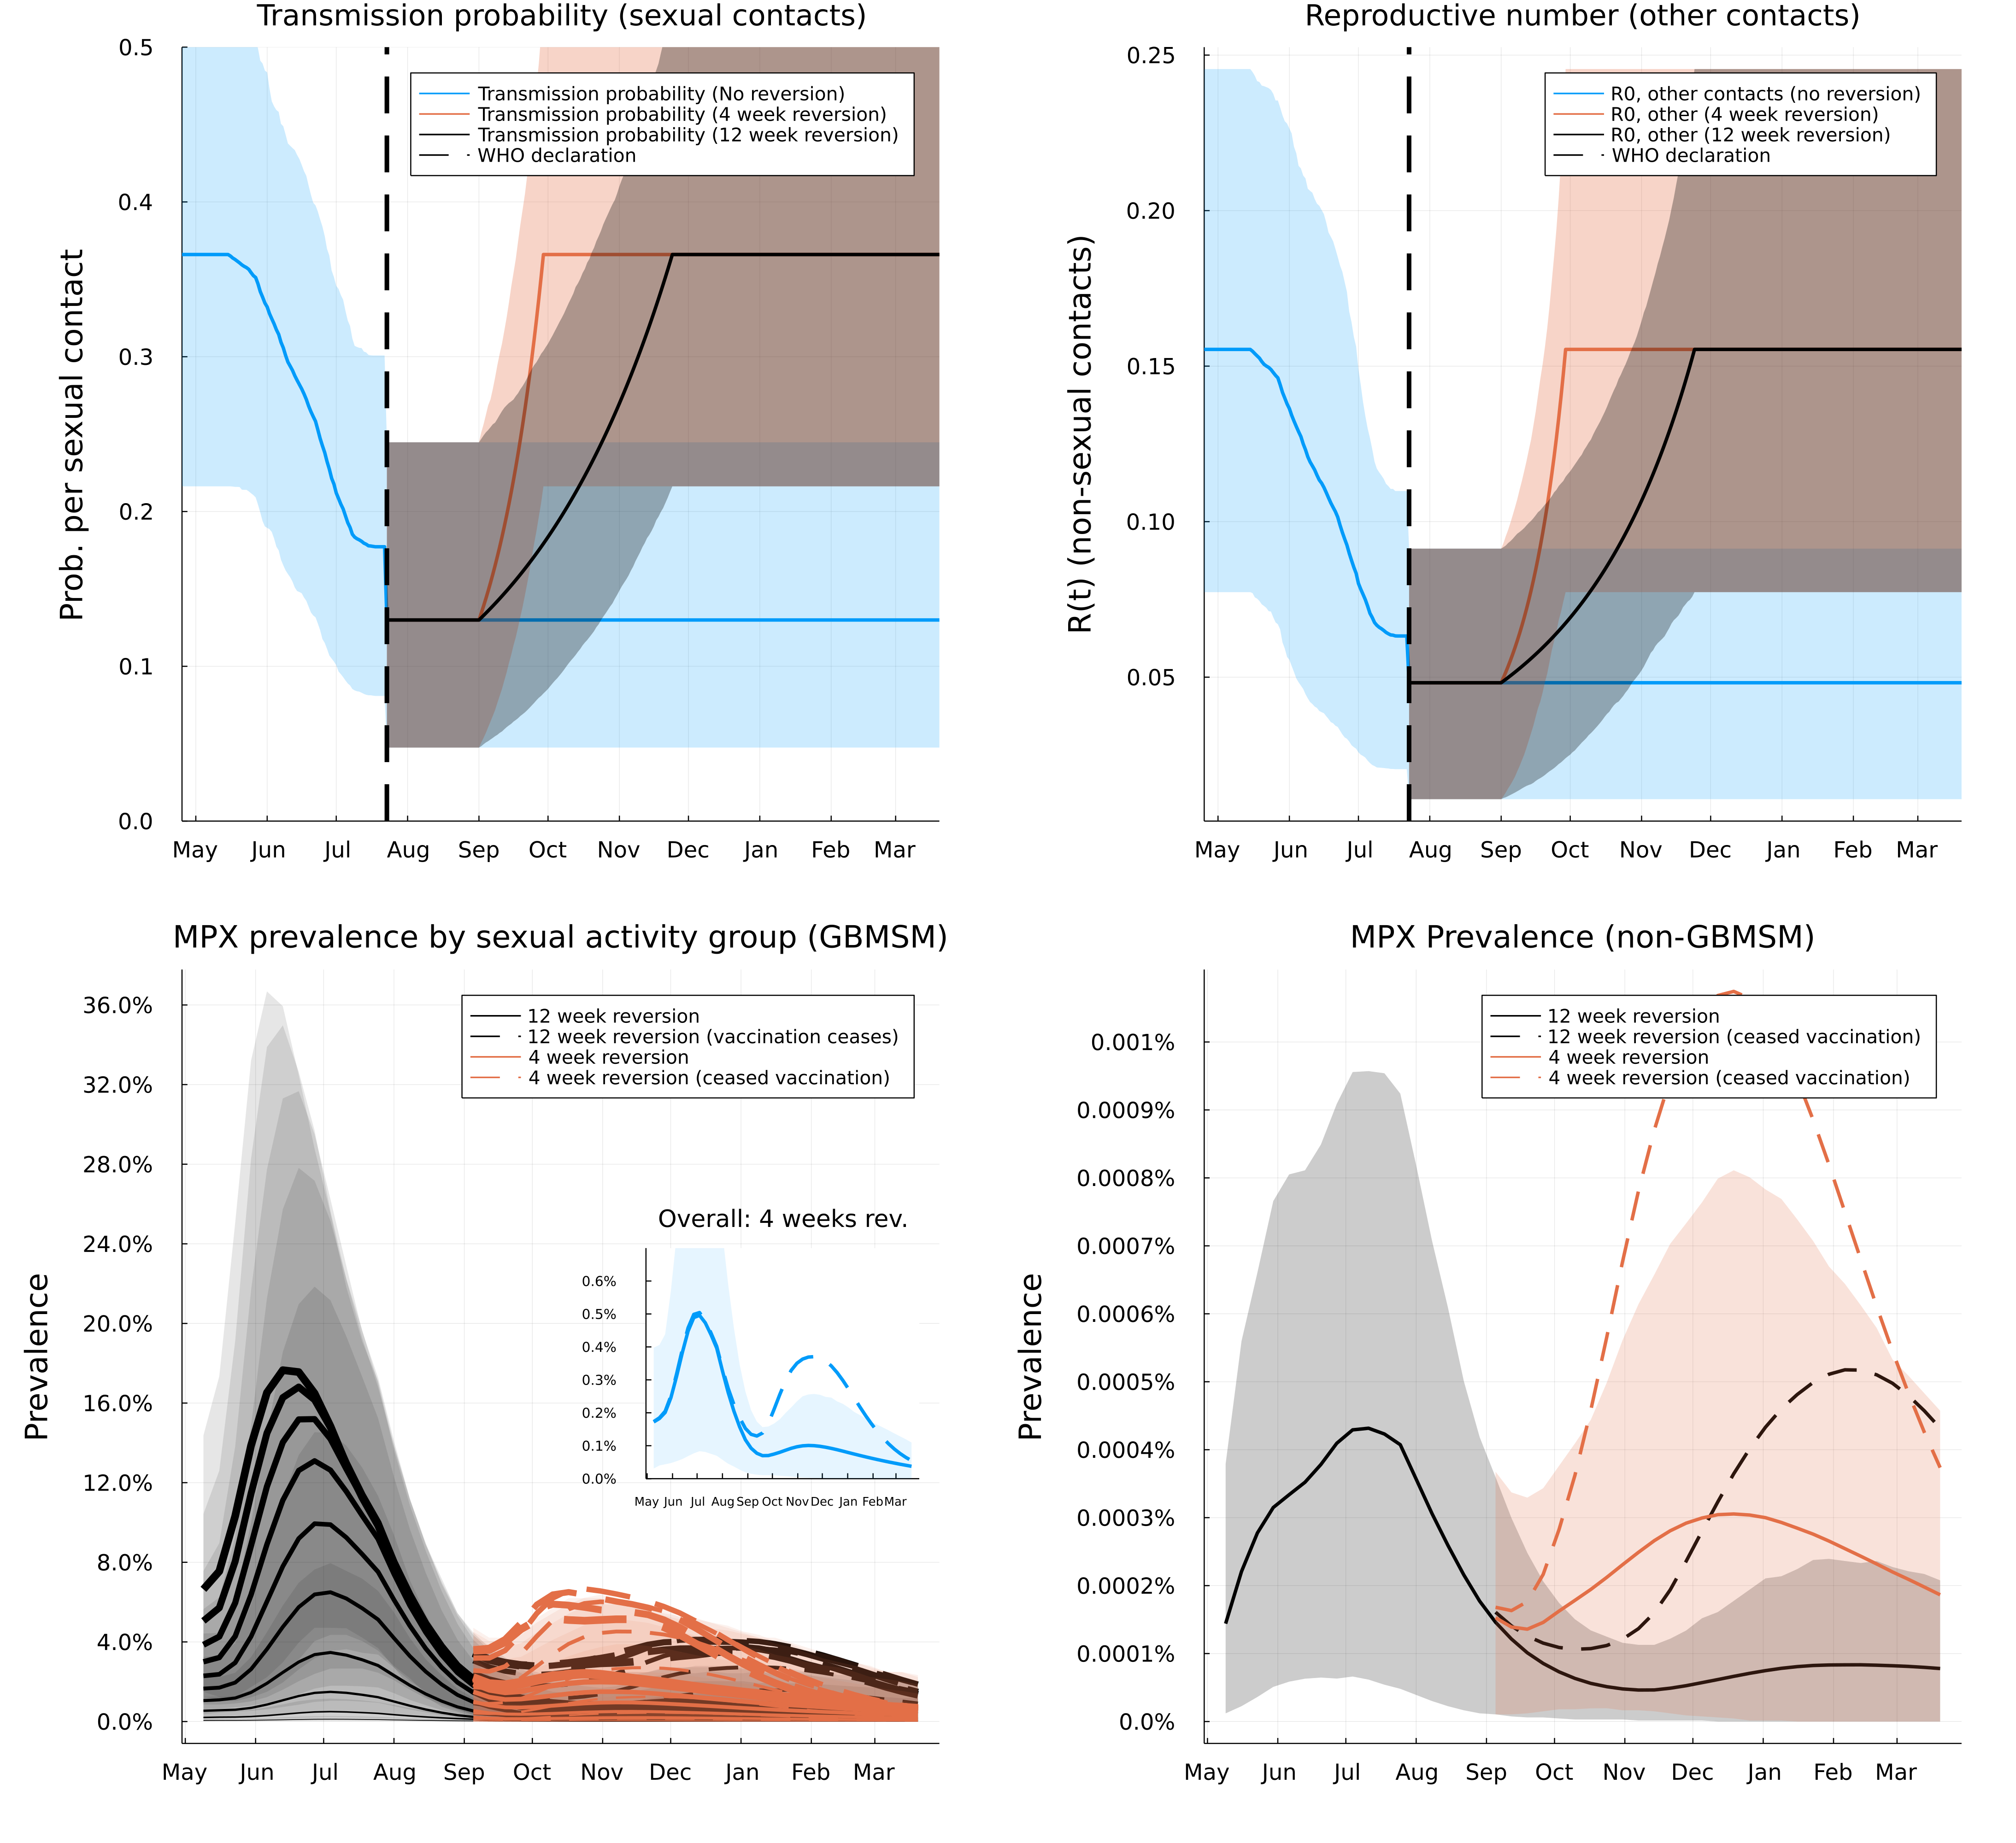 Transmission probability (sexual contacts)
Prob. per sexual contact
0.5
0.4
0.3
0.2
0.1
0.0
Transmission probability (No reversion)
Transmission probability (4 week reversion)
Transmission probability (12 week reversion)
WHO declaration
May Jun Jul Aug Sep Oct Nov Dec Jan Feb Mar
Reproductive number (other contacts)
R(t) (non-sexual contacts)
0.25
0.20
0.15
0.10
0.05
R0, other contacts (no reversion)
R0, other (4 week reversion)
R0, other (12 week reversion)
WHO declaration
May Jun Jul Aug Sep Oct Nov Dec Jan Feb Mar
MPX prevalence by sexual activity group (GBMSM)
Prevalence
36.0%
32.0%
28.0%
24.0%
20.0%
16.0%
12.0%
8.0%
4.0%
0.0%
12 week reversion
12 week reversion (vaccination ceases)
4 week reversion
4 week reversion (ceased vaccination)
Overall: 4 weeks rev.
0.6%
0.5%
0.4%
0.3%
0.2%
0.1%
0.0%
May Jun Jul Aug Sep Oct Nov Dec Jan Feb Mar
May Jun Jul Aug Sep Oct Nov Dec Jan Feb Mar
MPX Prevalence (non-GBMSM)
Prevalence
0.001%
0.0009%
0.0008%
0.0007%
0.0006%
0.0005%
0.0004%
0.0003%
0.0002%
0.0001%
0.0%
12 week reversion
12 week reversion (ceased vaccination)
4 week reversion
4 week reversion (ceased vaccination)
May Jun Jul Aug Sep Oct Nov Dec Jan Feb Mar